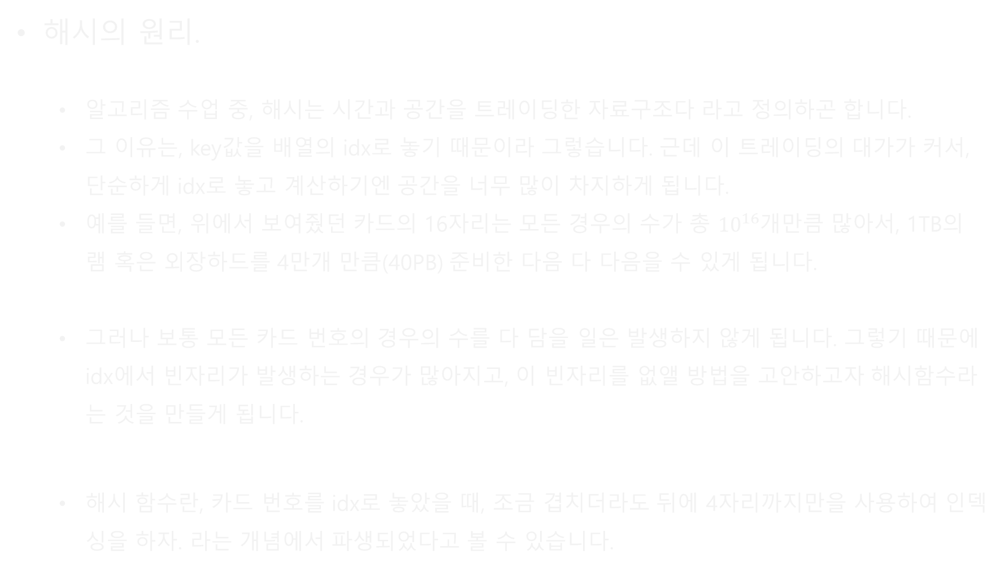 • 해시의 원리.
• 알고리즘 수업 중, 해시는 시간과 공간을 트레이딩한 자료구조다 라고 정의하곤 합니다.
• 그 이유는, key값을 배열의 idx로 놓기 때문이라 그렇습니다. 근데 이 트레이딩의 대가가 커서,
단순하게 idx로 놓고 계산하기엔 공간을 너무 많이 차지하게 됩니다.
• 예를 들면, 위에서 보여줬던 카드의 16자리는 모든 경우의 수가 총 10¹⁶개만큼 많아서, 1TB의
램 혹은 외장하드를 4만개 만큼(40PB) 준비한 다음 다 다음을 수 있게 됩니다.
• 그러나 보통 모든 카드 번호의 경우의 수를 다 담을 일은 발생하지 않게 됩니다. 그렇기 때문에
idx에서 빈자리가 발생하는 경우가 많아지고, 이 빈자리를 없앨 방법을 고안하고자 해시함수라
는 것을 만들게 됩니다.
• 해시 함수란, 카드 번호를 idx로 놓았을 때, 조금 겹치더라도 뒤에 4자리까지만을 사용하여 인덱
싱을 하자. 라는 개념에서 파생되었다고 볼 수 있습니다.